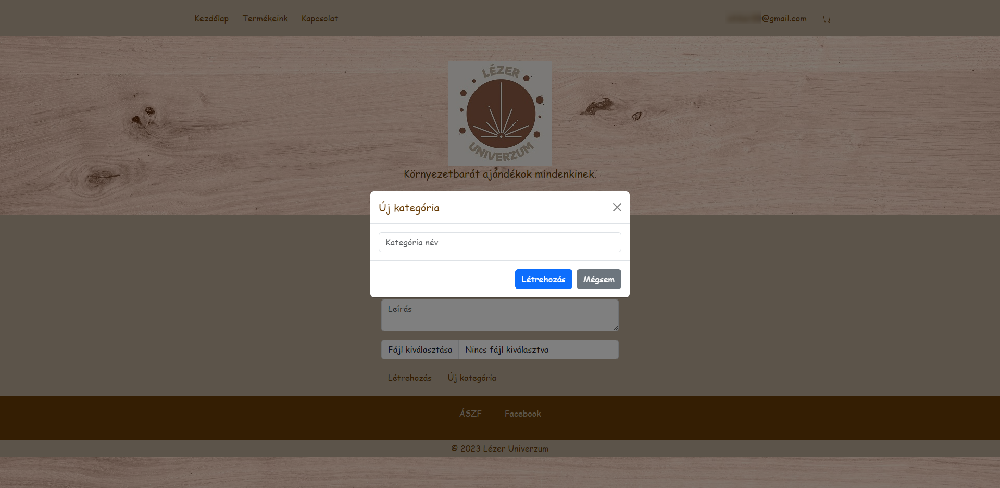 Kezdőlap Termékeink Kapcsolat @gmail.com
LÉZER
UNIVERZUM
Környezetbarát ajándékok mindenkinek.
Új kategória
Kategória név
Létrehozás Mégsem
Leírás
Fájl kiválasztása Nincs fájl kiválasztva
Létrehozás Új kategória
ÁSZF Facebook
© 2023 Lézer Univerzum